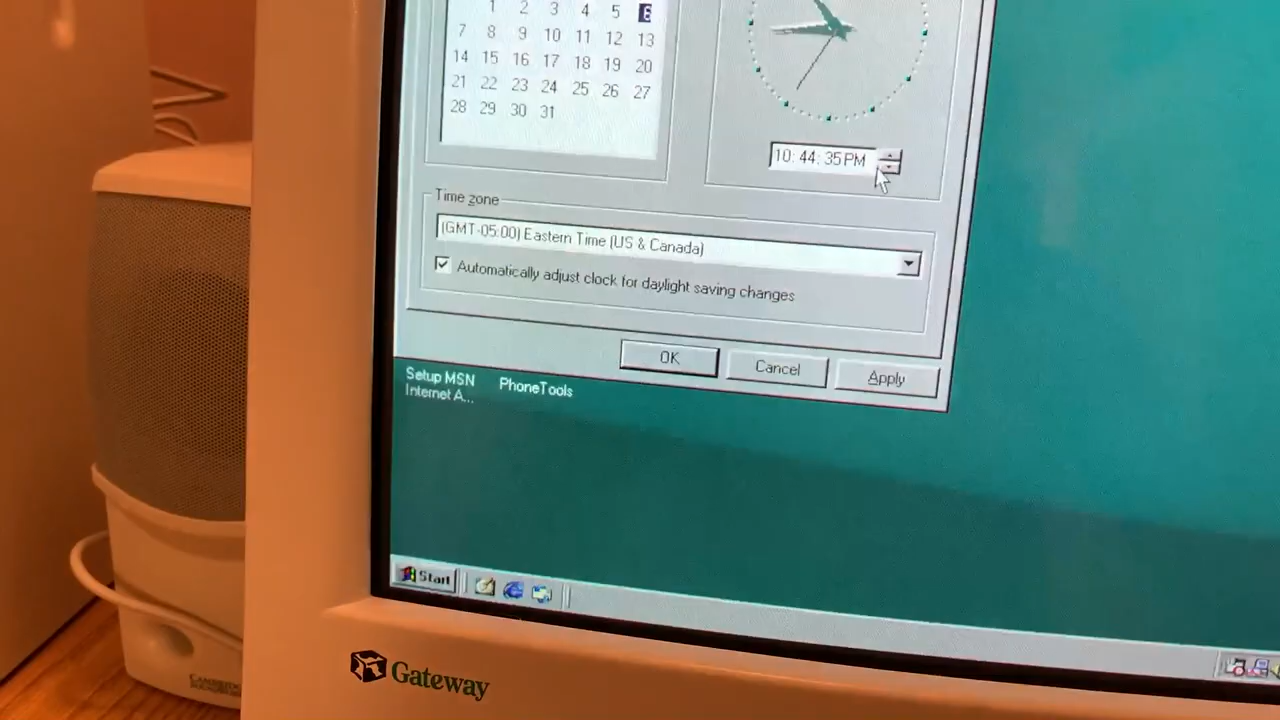 1 2 3 4 5 6
7 8 9 10 11 12 13
14 15 16 17 18 19 20
21 22 23 24 25 26 27
28 29 30 31
10: 44: 35 PM
Time zone
(GMT-05:00) Eastern Time (US & Canada)
Automatically adjust clock for daylight saving changes
OK Cancel Apply
Setup MSN
Internet A...
PhoneTools
Start
Gateway
CAMBRIDGE
SOUNDWORKS